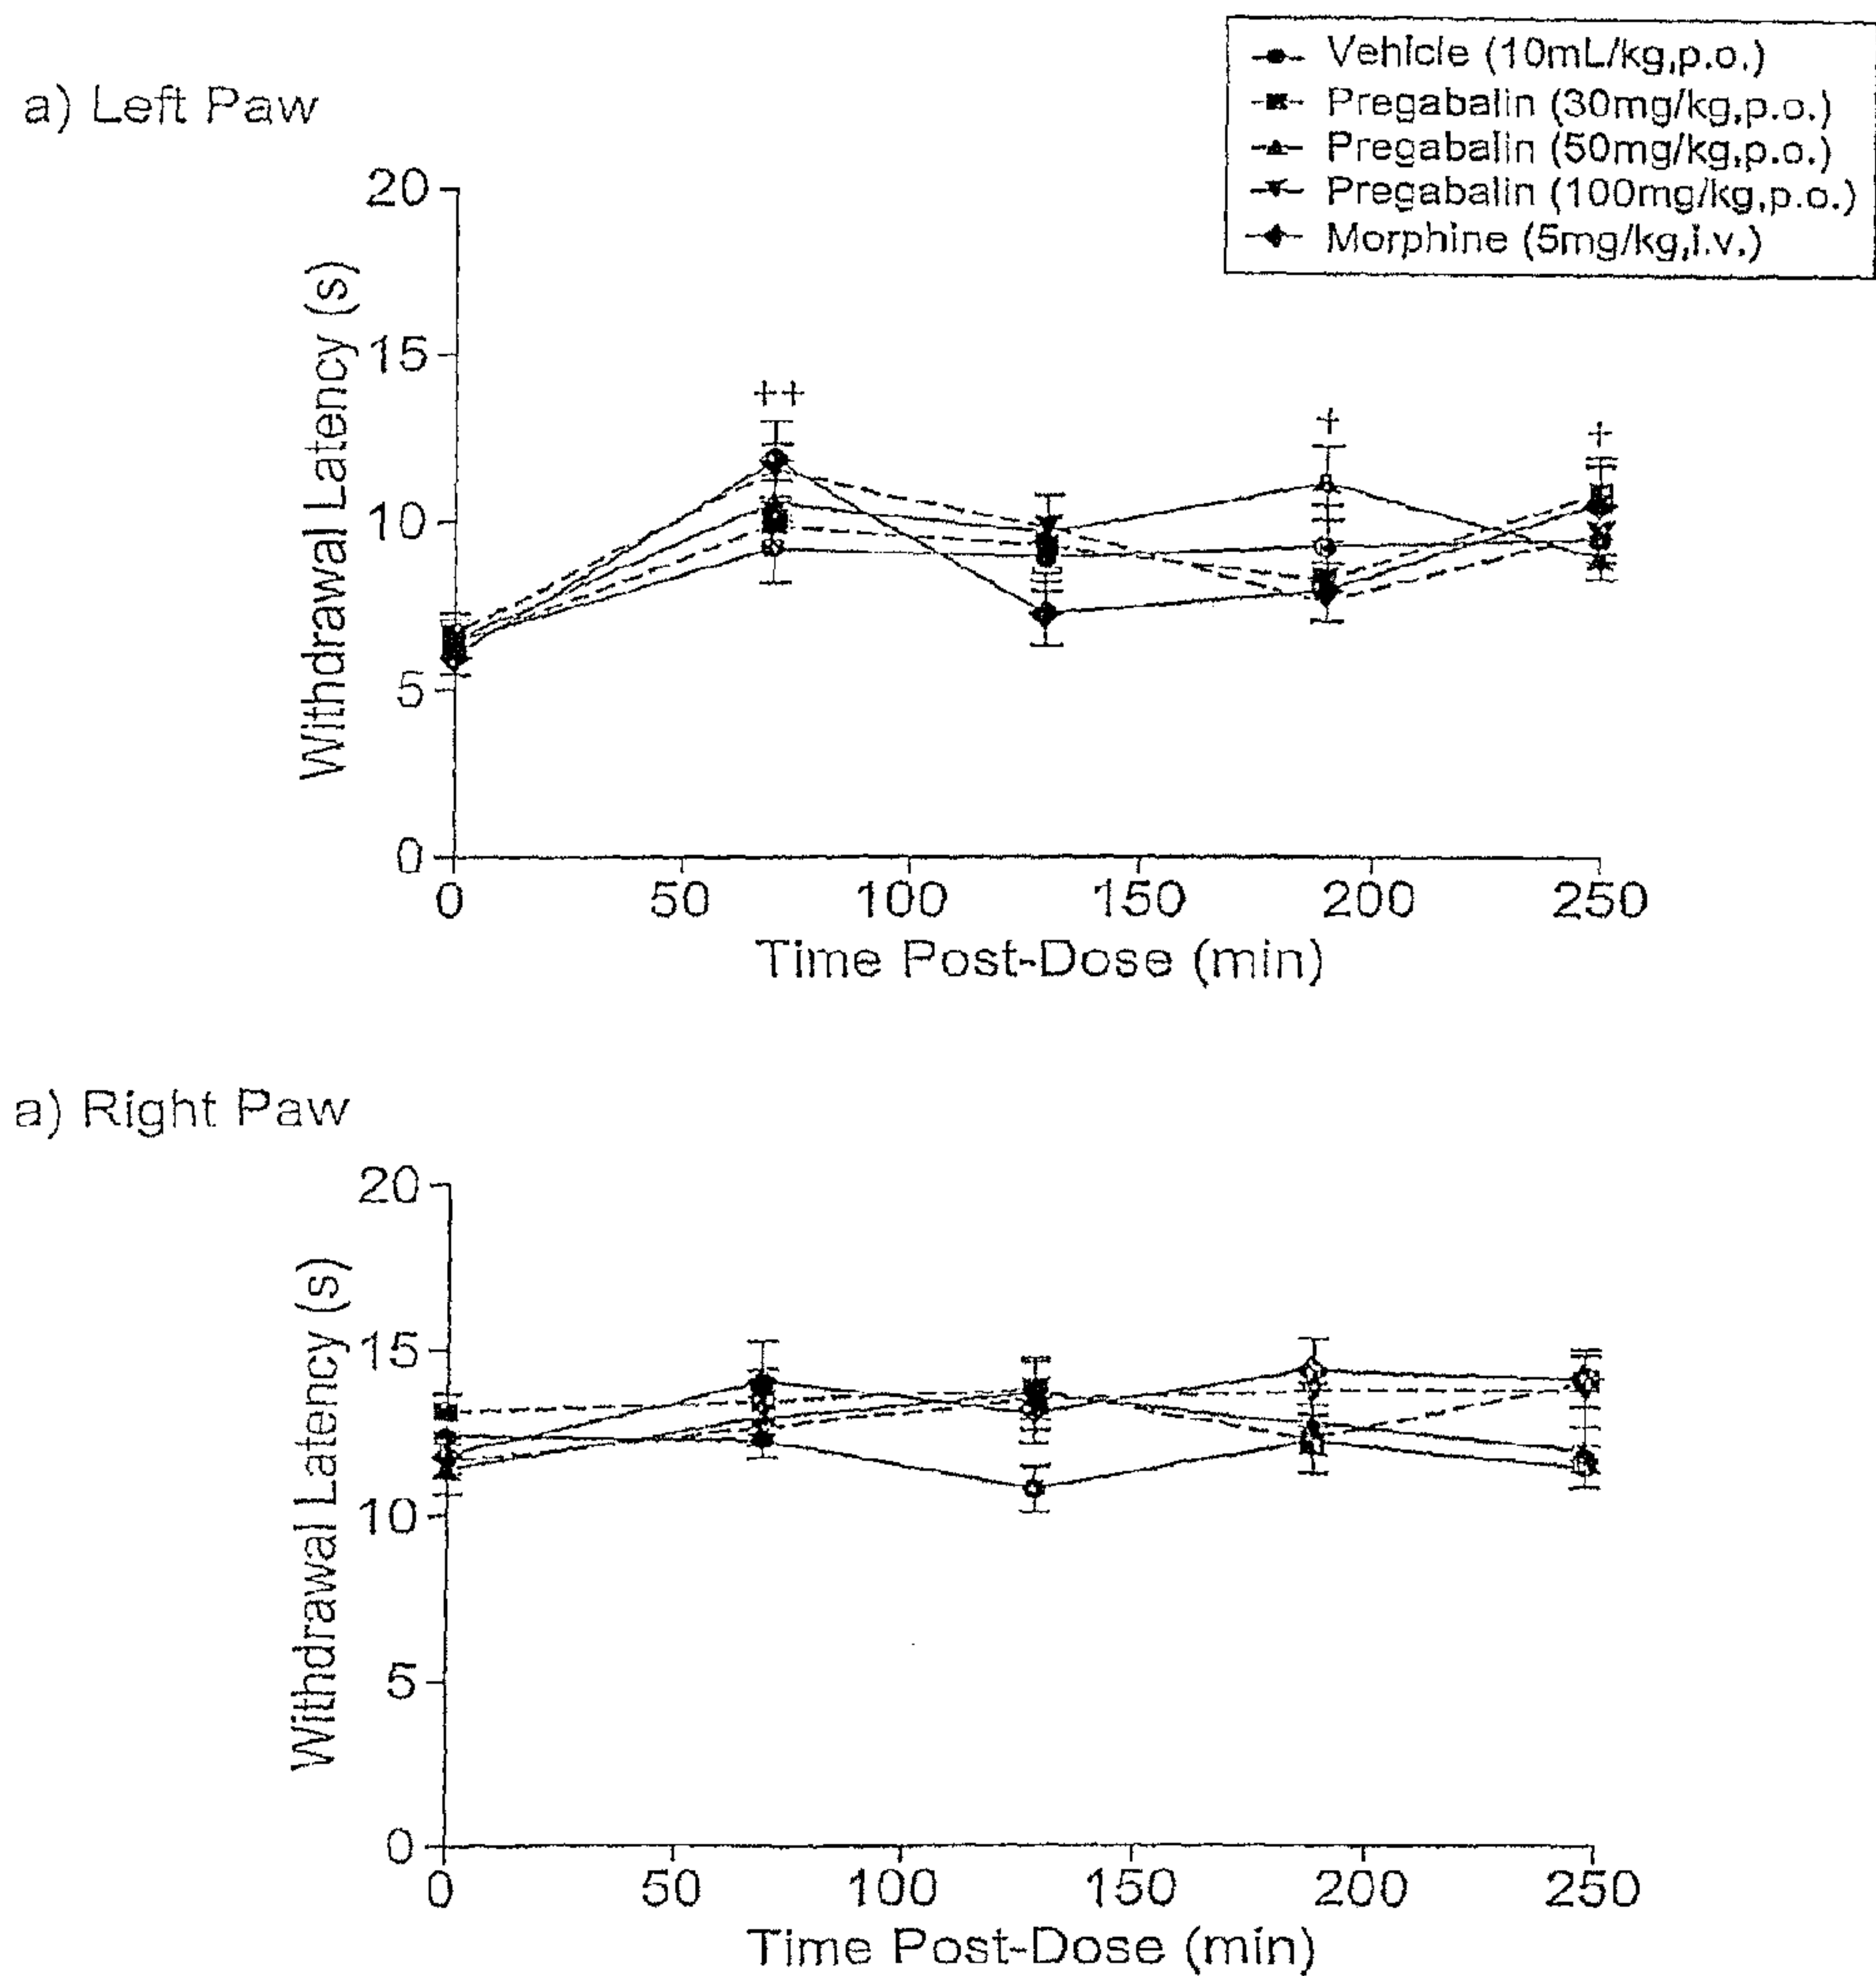 Vehicle (10mL/kg,p.o.)
Pregabalin (30mg/kg,p.o.)
Pregabalin (50mg/kg,p.o.)
Pregabalin (100mg/kg,p.o.)
Morphine (5mg/kg,i.v.)
a) Left Paw
20
15
10
5
0
Withdrawal Latency (s)
++
+
+
0 50 100 150 200 250
Time Post-Dose (min)
a) Right Paw
20
15
10
5
0
Withdrawal Latency (s)
0 50 100 150 200 250
Time Post-Dose (min)